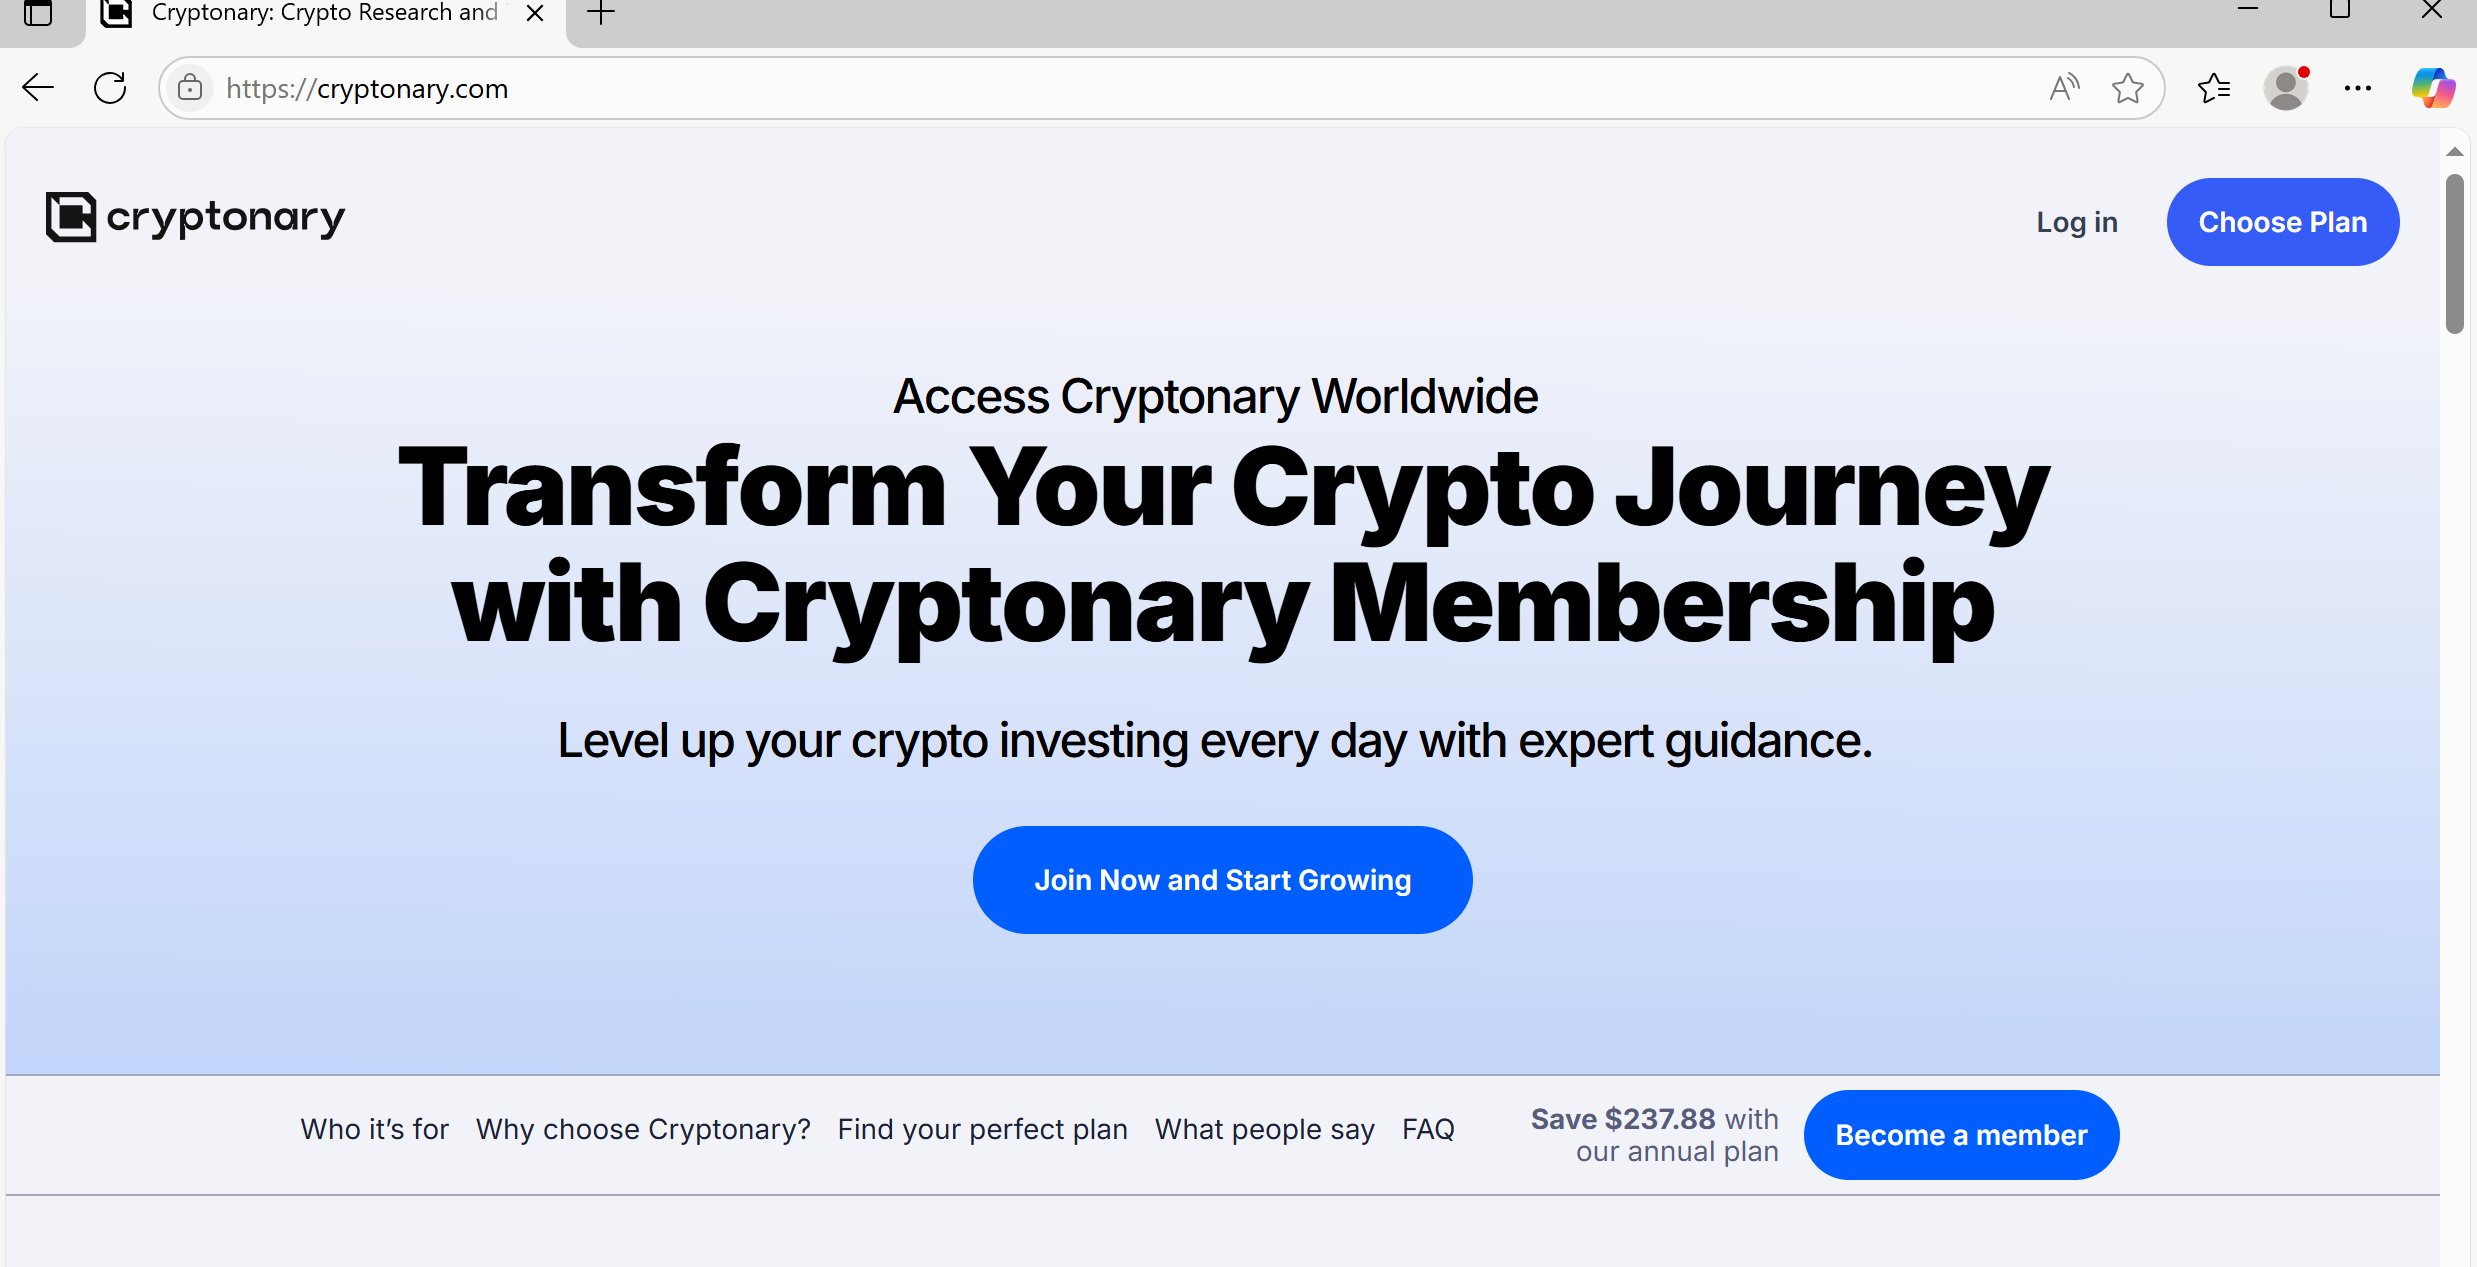 Cryptonary: Crypto Research and
https://cryptonary.com
cryptonary
Log in
Choose Plan
Access Cryptonary Worldwide
Transform Your Crypto Journey
with Cryptonary Membership
Level up your crypto investing every day with expert guidance.
Join Now and Start Growing
Who it’s for
Why choose Cryptonary?
Find your perfect plan
What people say
FAQ
Save $237.88 with
our annual plan
Become a member